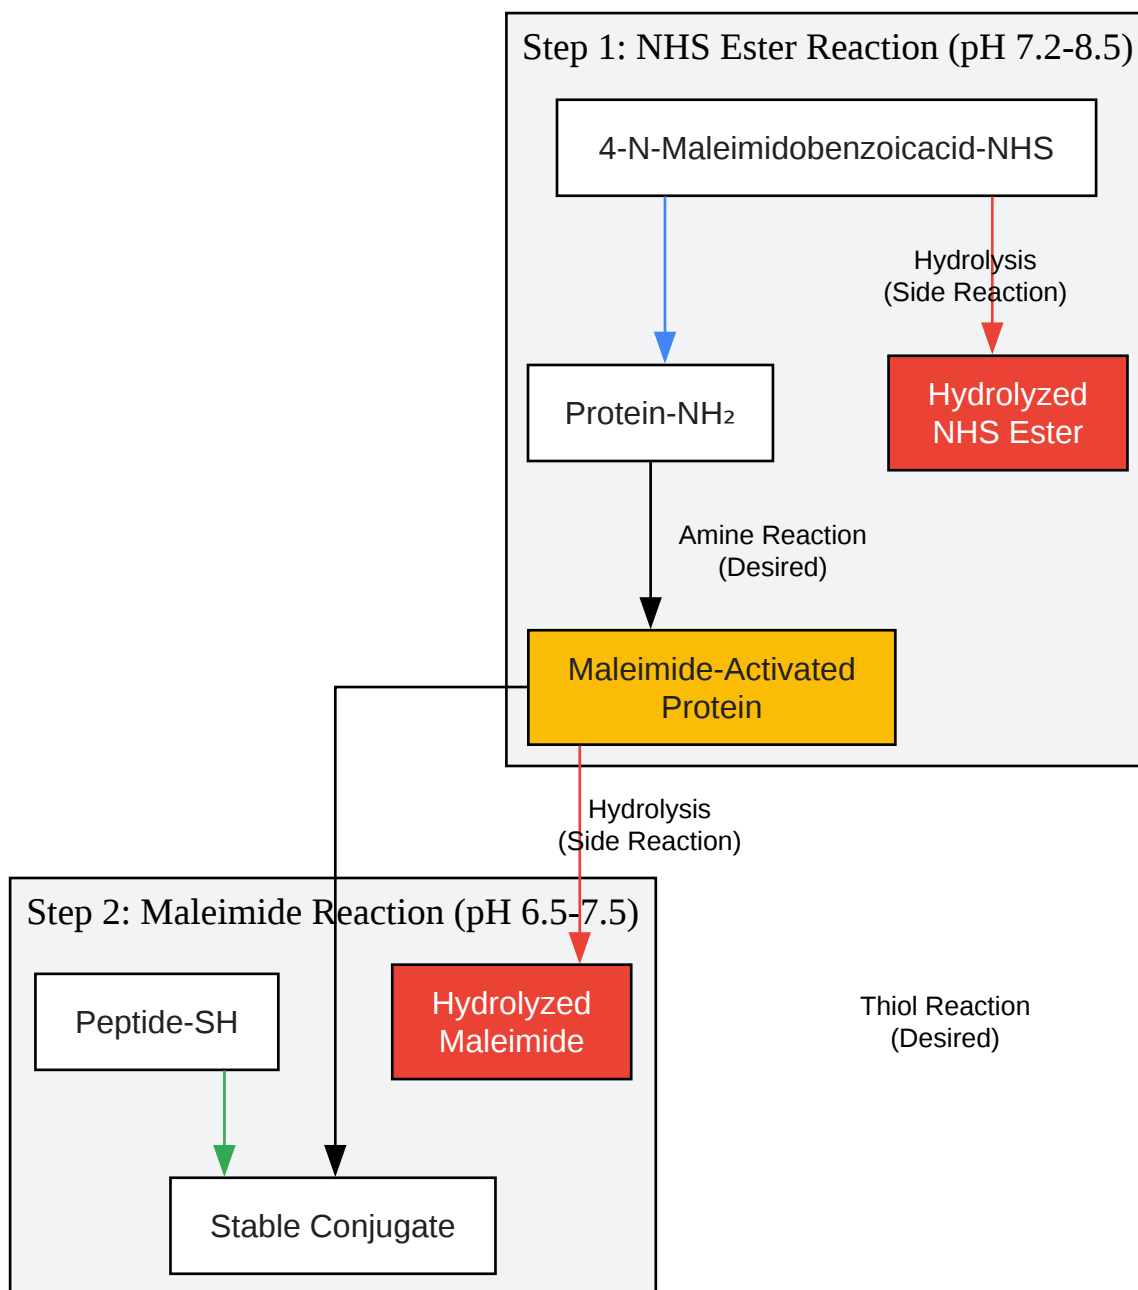 Step 1: NHS Ester Reaction (pH 7.2-8.5)
4-N-Maleimidobenzoicacid-NHS
Hydrolysis
(Side Reaction)
Protein-NH₂
Hydrolyzed
NHS Ester
Amine Reaction
(Desired)
Maleimide-Activated
Protein
Hydrolysis
(Side Reaction)
Step 2: Maleimide Reaction (pH 6.5-7.5)
Peptide-SH
Hydrolyzed
Maleimide
Thiol Reaction
(Desired)
Stable Conjugate